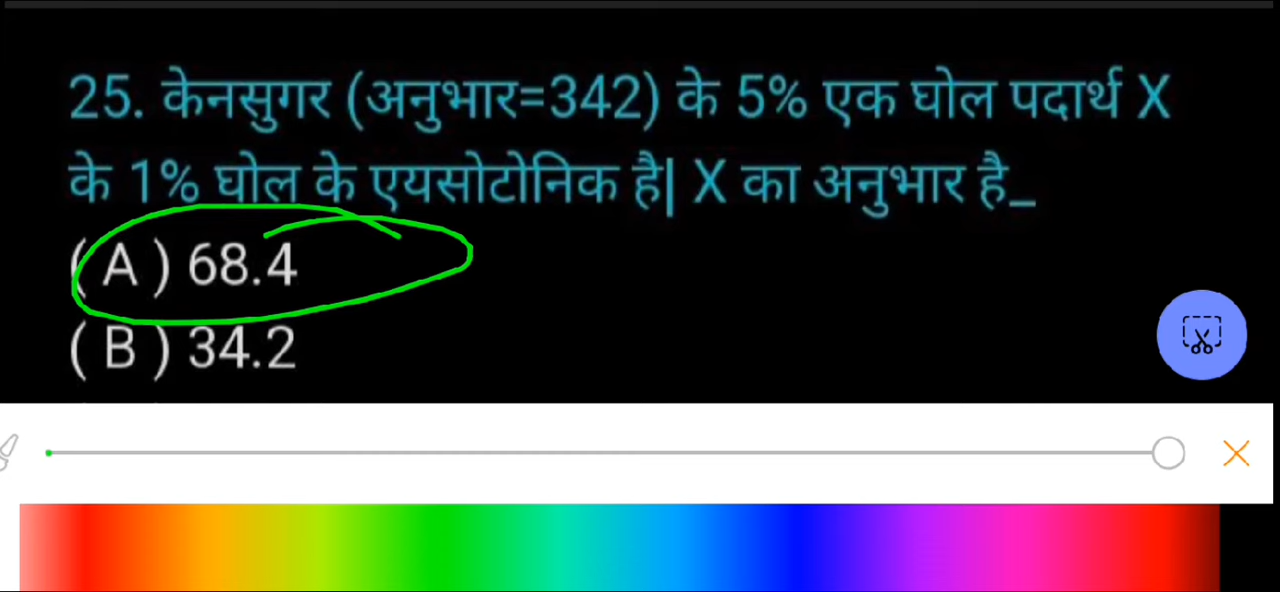 25. केनसुगर (अनुभार=342) के 5% एक घोल पदार्थ X
के 1% घोल के एयसोटोनिक है| X का अनुभार है_
( A ) 68.4
( B ) 34.2